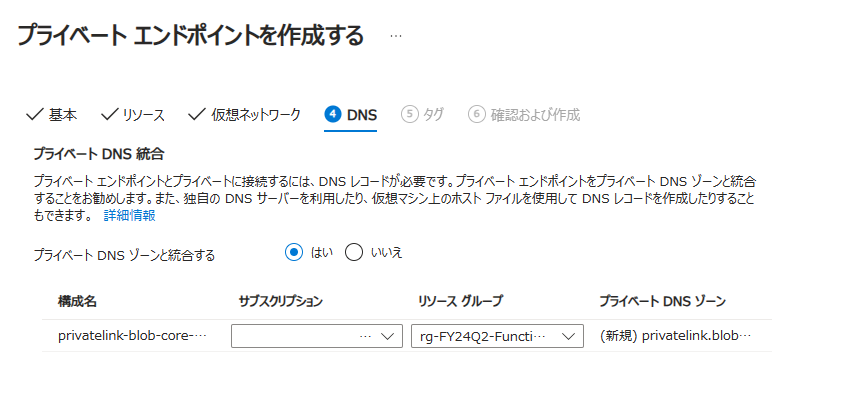 プライベート エンドポイントを作成する …
基本 リソース 仮想ネットワーク 4 DNS 5 タグ 6 確認および作成
プライベート DNS 統合
プライベート エンドポイントとプライベートに接続するには、DNS レコードが必要です。プライベート エンドポイントをプライベート DNS ゾーンと統合
することをお勧めします。また、独自の DNS サーバーを利用したり、仮想マシン上のホスト ファイルを使用して DNS レコードを作成したりすること
もできます。 詳細情報
プライベート DNS ゾーンと統合する はい いいえ
構成名 サブスクリプション リソース グループ プライベート DNS ゾーン
privatelink-blob-core-… … rg-FY24Q2-Functi… (新規) privatelink.blob…